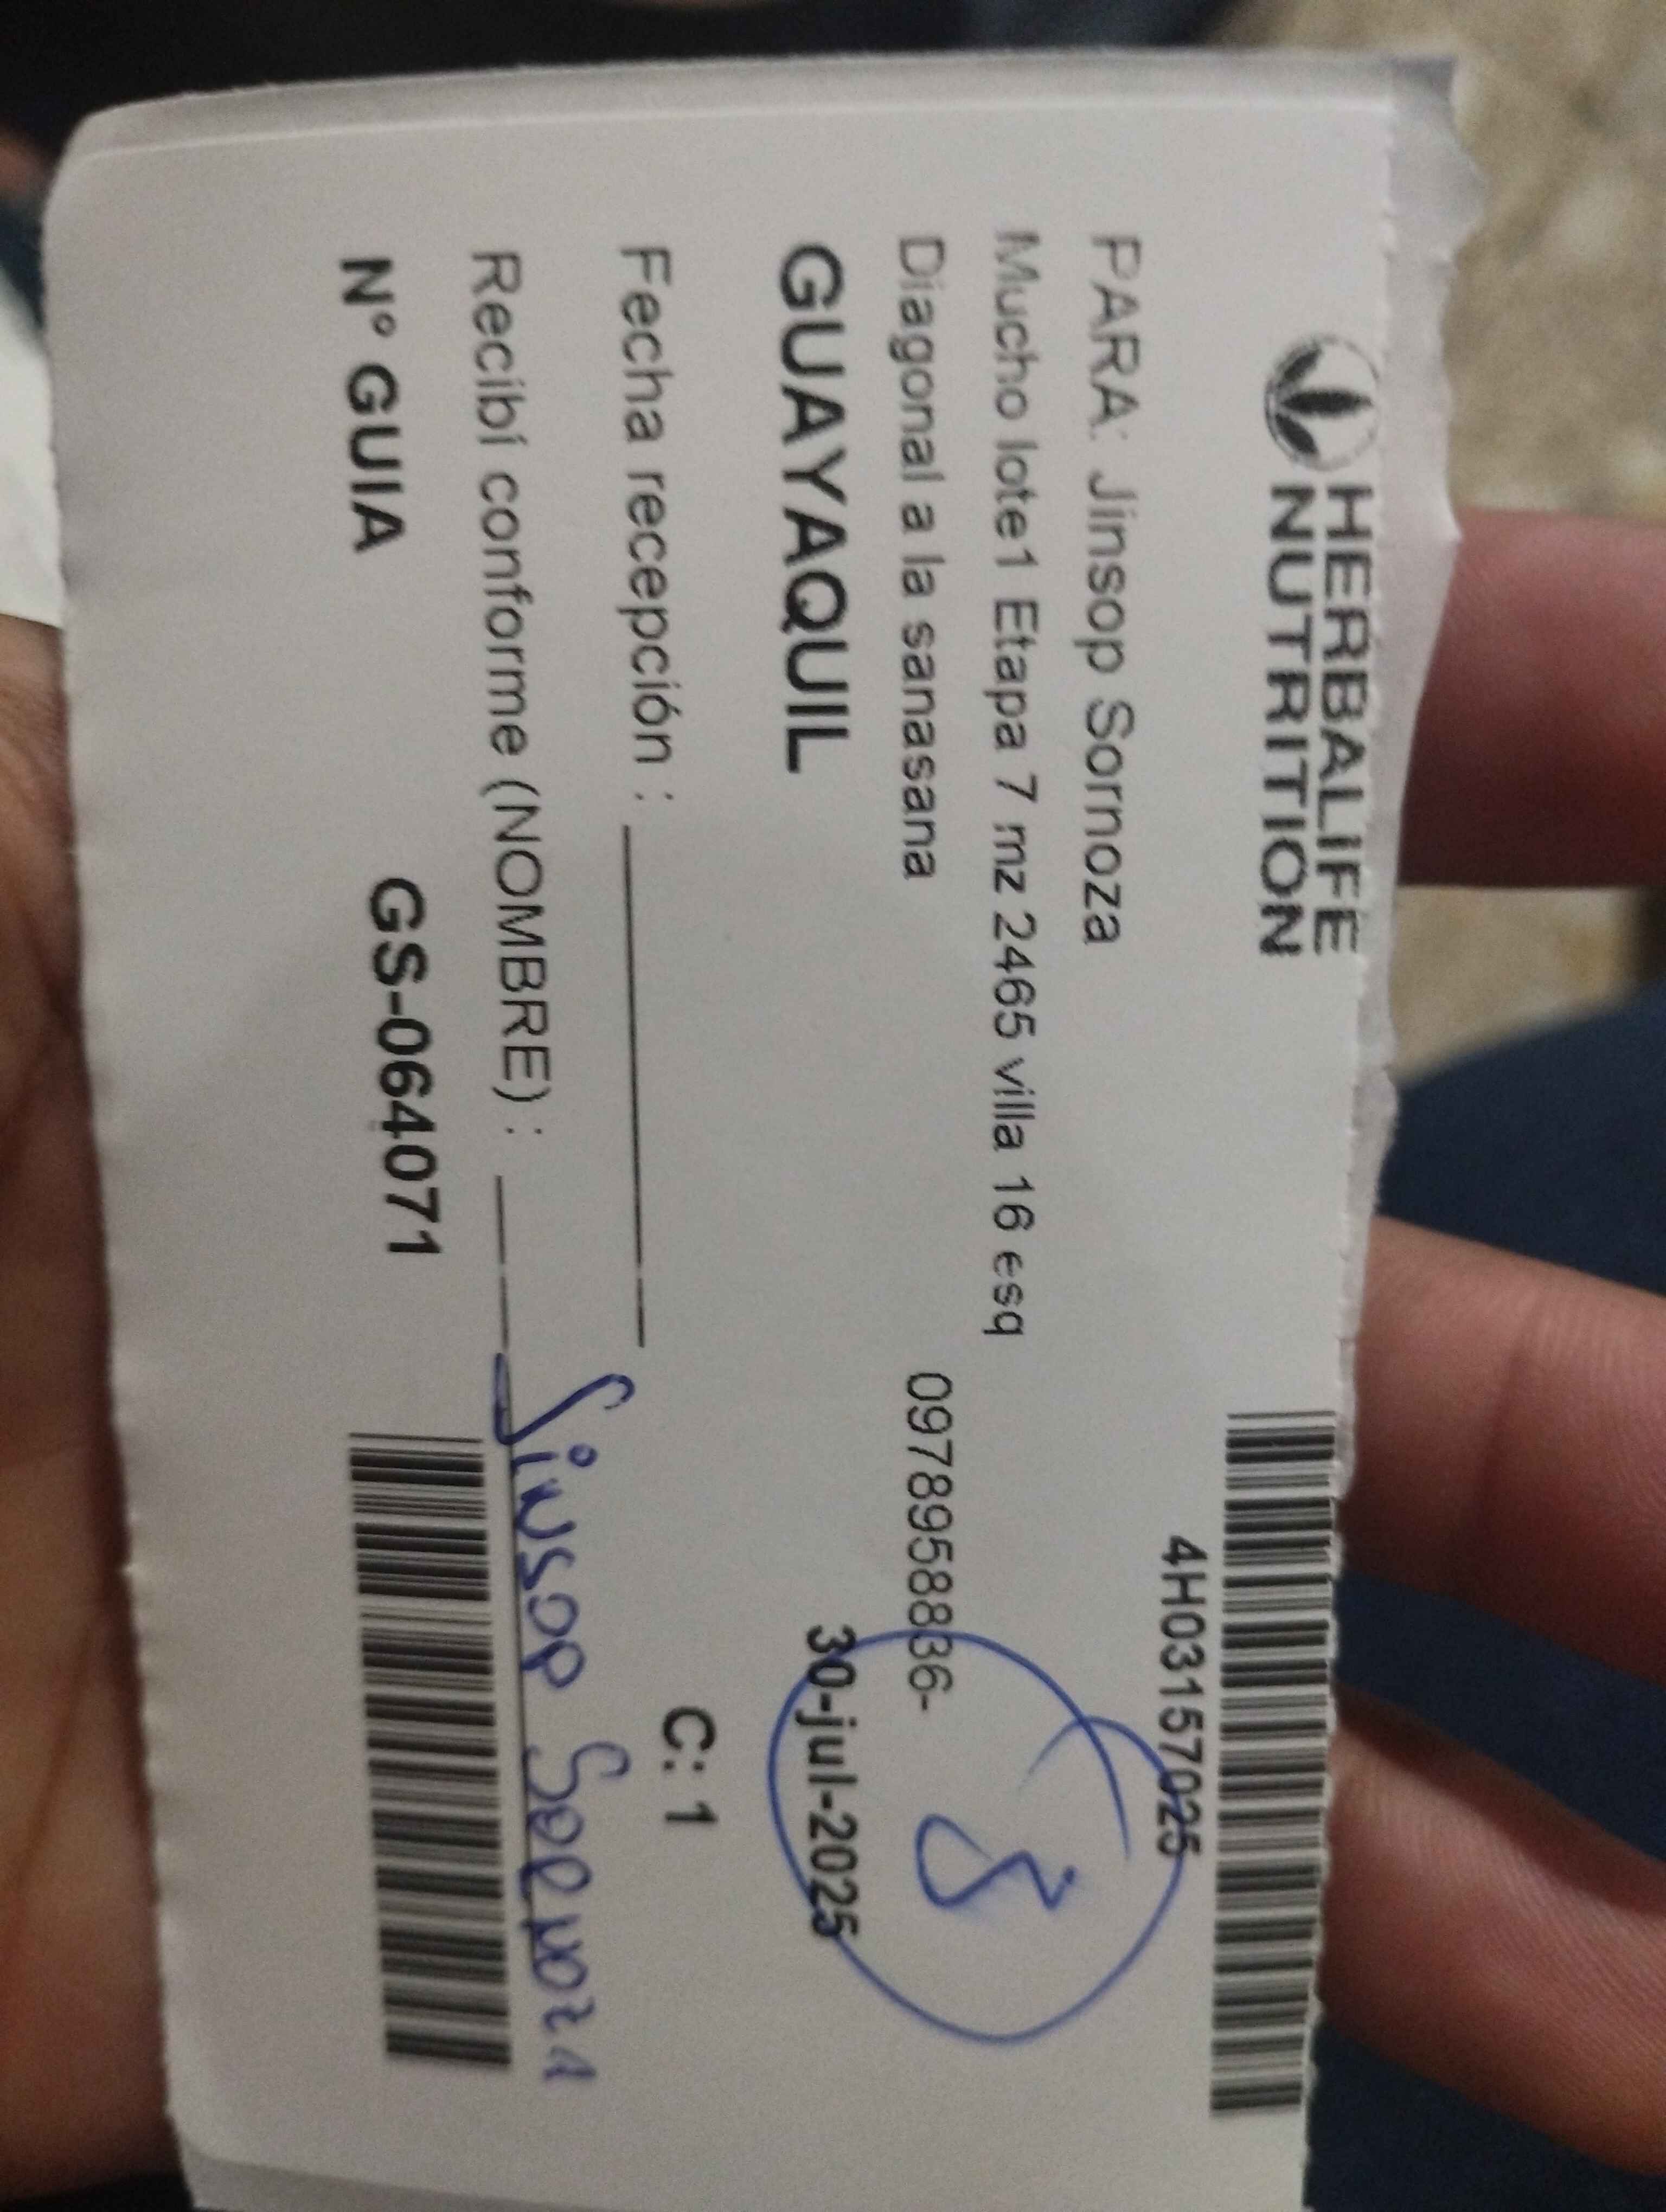 HERBALIFE
NUTRITION
4H03157025
PARA: Jinsop Sornoza
Mucho lote1 Etapa 7 mz 2465 villa 16 esq
Diagonal a la sanasana
0978958836-
8
GUAYAQUIL
30-jul-2025
Fecha recepción :
C: 1
Recibí conforme (NOMBRE) : Jinsop Sornoza
N° GUIA GS-064071